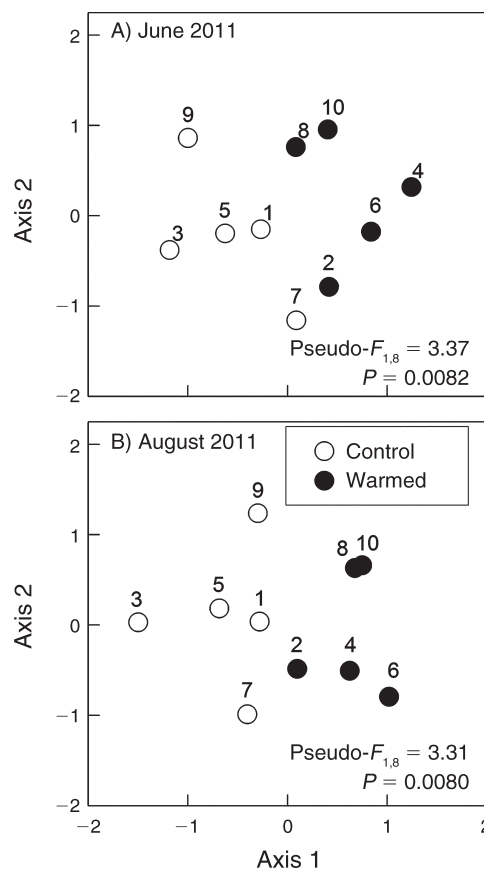 A) June 2011
2
1
0
−1
−2
Axis 2
9
8
10
4
3
5
1
6
2
7
Pseudo-F1,8 = 3.37
P = 0.0082
B) August 2011
Control
Warmed
2
1
0
−1
−2
Axis 2
9
8 10
3
5
1
2
4
6
7
Pseudo-F1,8 = 3.31
P = 0.0080
−2 −1 0 1 2
Axis 1